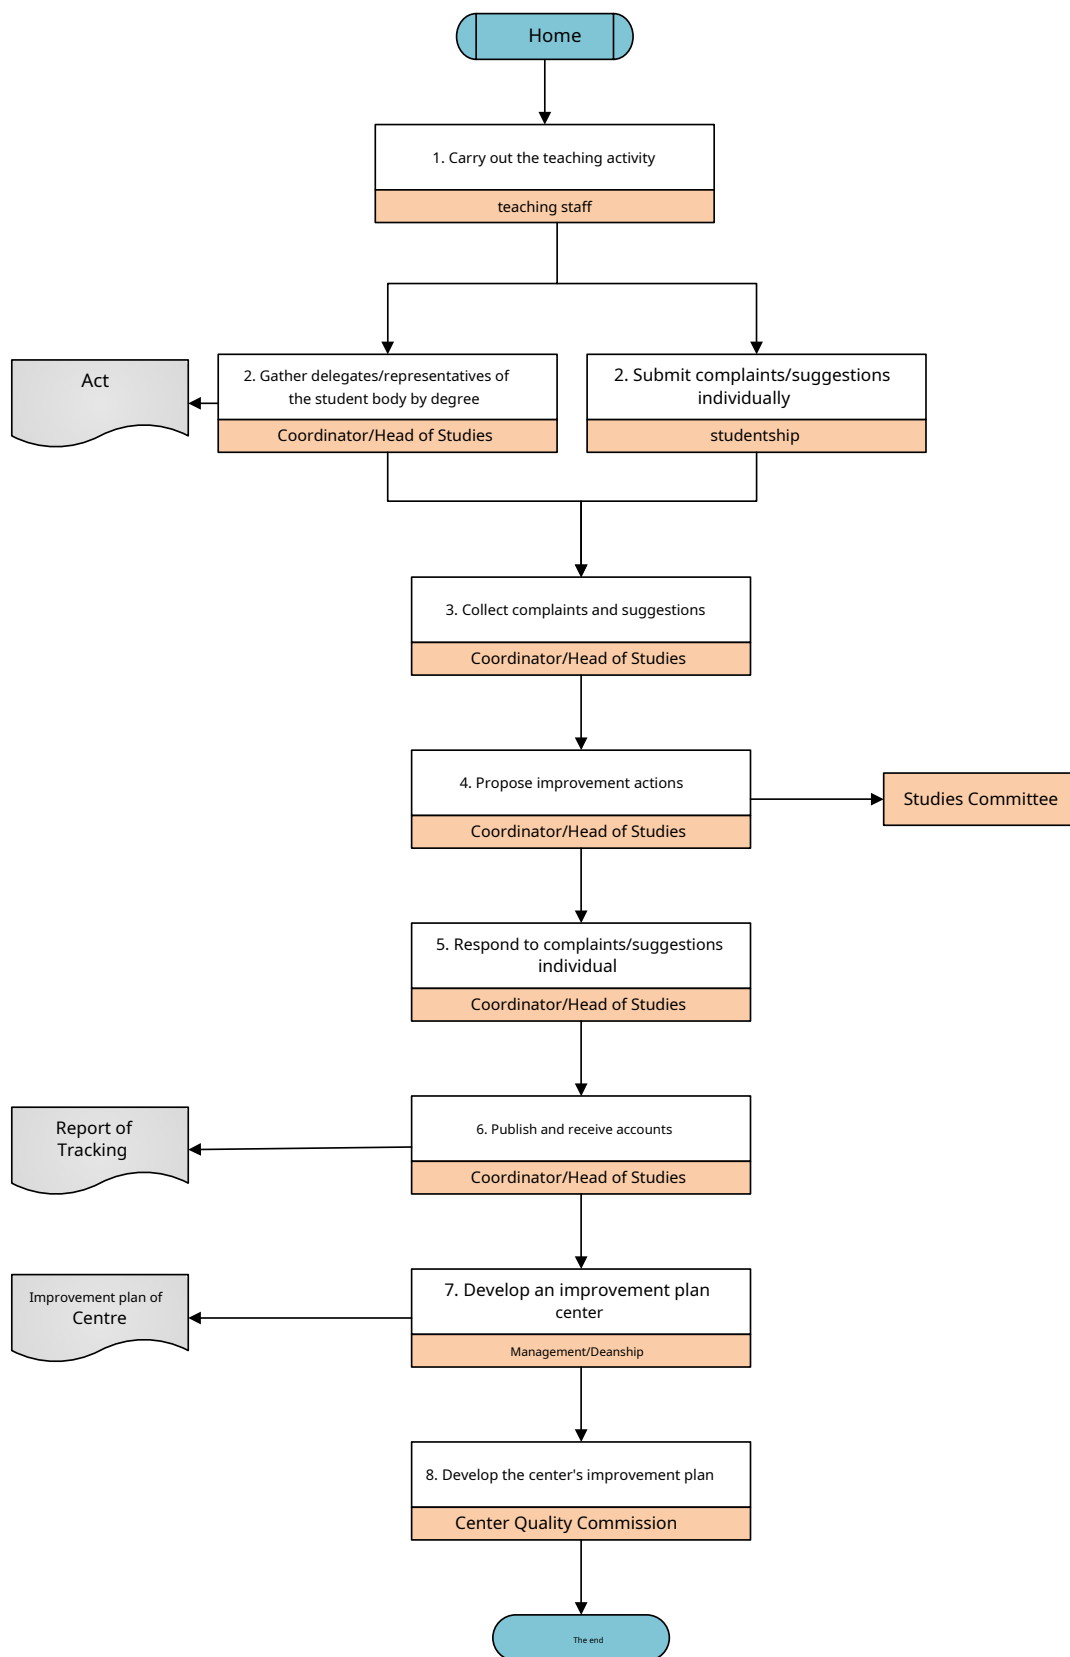 Home
1. Carry out the teaching activity
teaching staff
Act
2. Gather delegates/representatives of
the student body by degree
Coordinator/Head of Studies
2. Submit complaints/suggestions
individually
studentship
3. Collect complaints and suggestions
Coordinator/Head of Studies
4. Propose improvement actions
Coordinator/Head of Studies
Studies Committee
5. Respond to complaints/suggestions
individual
Coordinator/Head of Studies
Report of
Tracking
6. Publish and receive accounts
Coordinator/Head of Studies
Improvement plan of
Centre
7. Develop an improvement plan
center
Management/Deanship
8. Develop the center's improvement plan
Center Quality Commission
The end